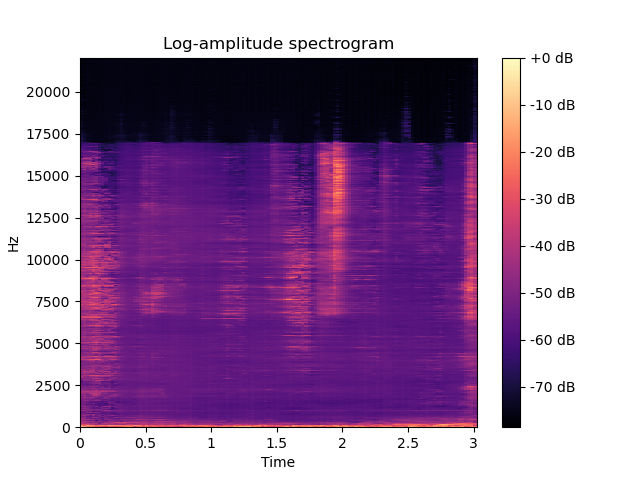 Log-amplitude spectrogram
Hz
20000
17500
15000
12500
10000
7500
5000
2500
0
0 0.5 1 1.5 2 2.5 3
Time
+0 dB
-10 dB
-20 dB
-30 dB
-40 dB
-50 dB
-60 dB
-70 dB